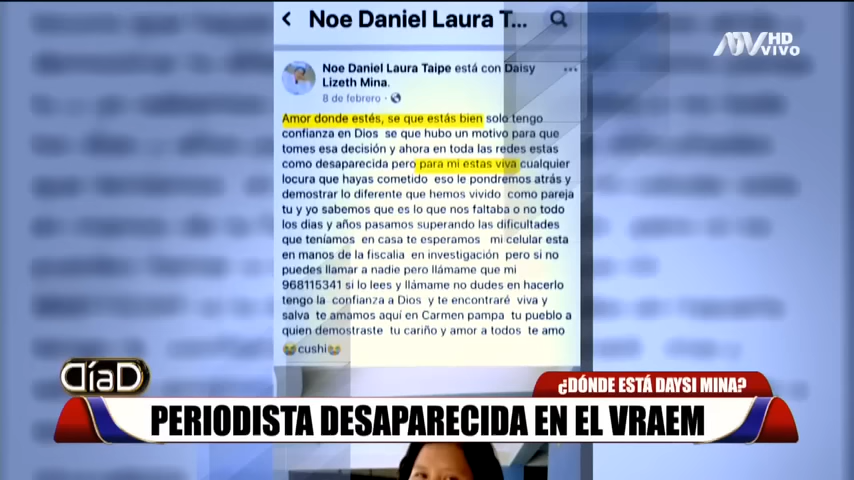 Noe Daniel Laura T...
ATV HD
VIVO
Noe Daniel Laura Taipe está con Daisy
Lizeth Mina.
8 de febrero
Amor donde estés, se que estás bien solo tengo
confianza en Dios se que hubo un motivo para que
tomes esa decisión y ahora en toda las redes estas
como desaparecida pero para mi estas viva cualquier
locura que hayas cometido eso le pondremos atrás y
demostrar lo diferente que hemos vivido como pareja
tu y yo sabemos que es lo que nos faltaba o no todo
los dias y años pasamos superando las dificultades
que teníamos en casa te esperamos mi celular esta
en manos de la fiscalia en investigación pero si no
puedes llamar a nadie pero llámame que mi
968115341 si lo lees y llámame no dudes en hacerlo
tengo la confianza a Dios y te encontraré viva y
salva te amamos aquí en Carmen pampa tu pueblo a
quien demostraste tu cariño y amor a todos te amo
😭cushi😭
DíaD
¿DÓNDE ESTÁ DAYSI MINA?
PERIODISTA DESAPARECIDA EN EL VRAEM